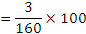 = 3/160 × 100